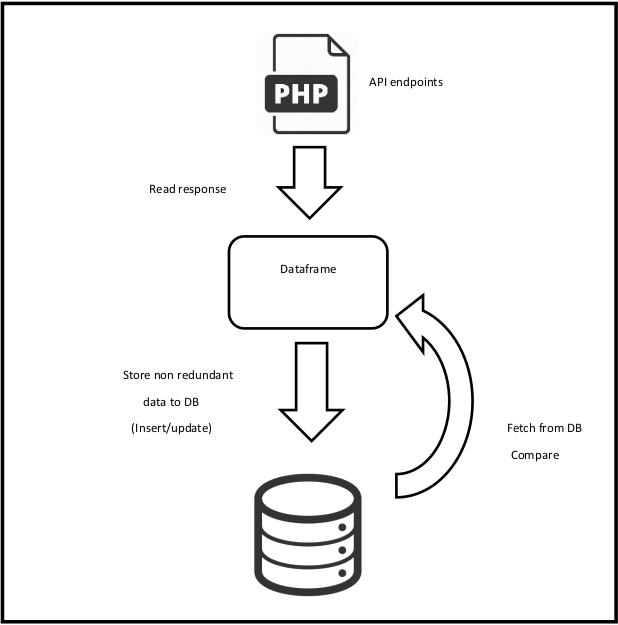 PHP
API endpoints
Read response
Dataframe
Store non redundant
data to DB
(Insert/update)
Fetch from DB
Compare